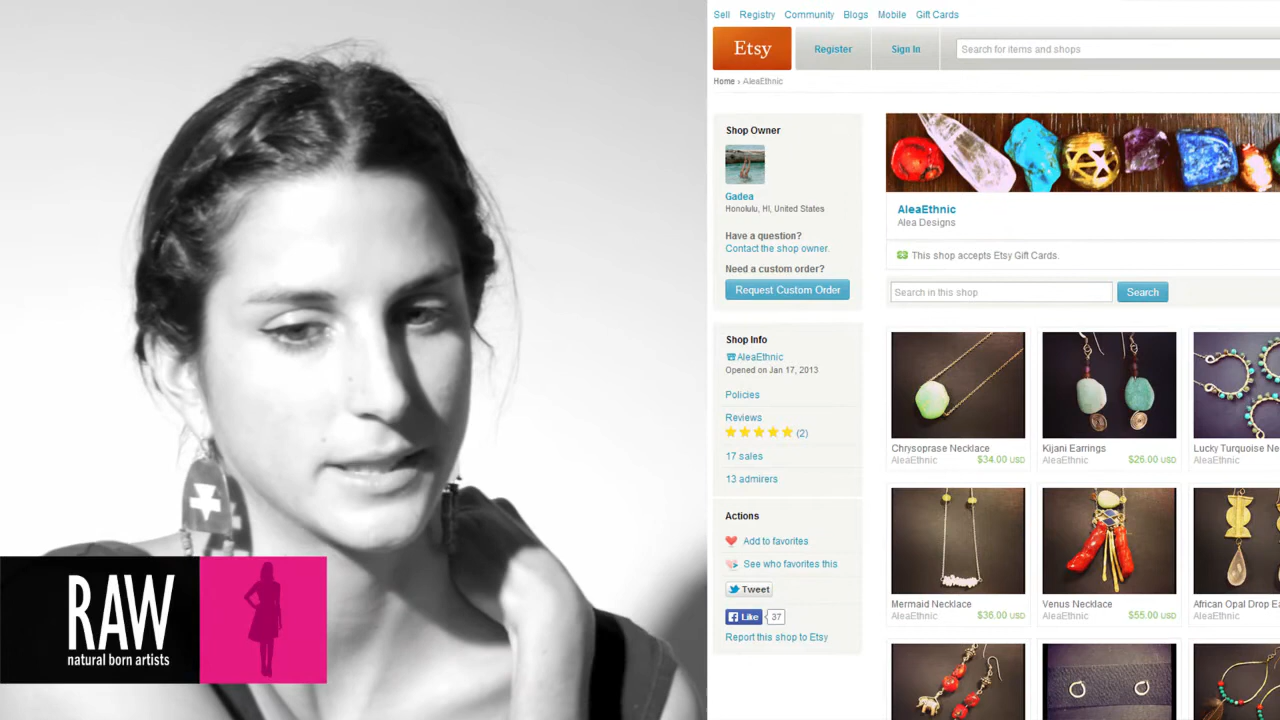 Sell Registry Community Blogs Mobile Gift Cards
Etsy Register Sign In Search for items and shops
Home › AleaEthnic
Shop Owner
Gadea
Honolulu, HI, United States
Have a question?
Contact the shop owner.
Need a custom order?
Request Custom Order
Shop Info
AleaEthnic
Opened on Jan 17, 2013
Policies
Reviews
(2)
17 sales
13 admirers
Actions
Add to favorites
See who favorites this
Tweet
Like 37
Report this shop to Etsy
AleaEthnic
Alea Designs
This shop accepts Etsy Gift Cards.
Search in this shop Search
Chrysoprase Necklace
AleaEthnic $34.00 USD
Kijani Earrings
AleaEthnic $26.00 USD
Lucky Turquoise Ne
AleaEthnic
Mermaid Necklace
AleaEthnic $36.00 USD
Venus Necklace
AleaEthnic $55.00 USD
African Opal Drop Ea
AleaEthnic
RAW
natural born artists